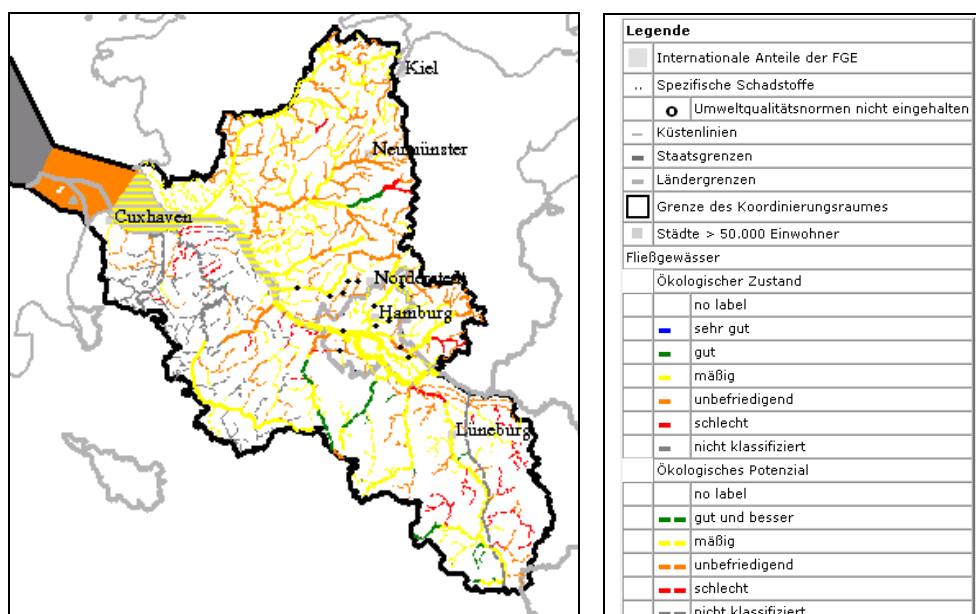 Kiel
Neumünster
Cuxhaven
Norderstedt
Hamburg
Lüneburg
Legende
Internationale Anteile der FGE
.. Spezifische Schadstoffe
Umweltqualitätsnormen nicht eingehalten
Küstenlinien
Staatsgrenzen
Ländergrenzen
Grenze des Koordinierungsraumes
Städte > 50.000 Einwohner
Fließgewässer
Ökologischer Zustand
no label
sehr gut
gut
mäßig
unbefriedigend
schlecht
nicht klassifiziert
Ökologisches Potenzial
no label
gut und besser
mäßig
unbefriedigend
schlecht
nicht klassifiziert